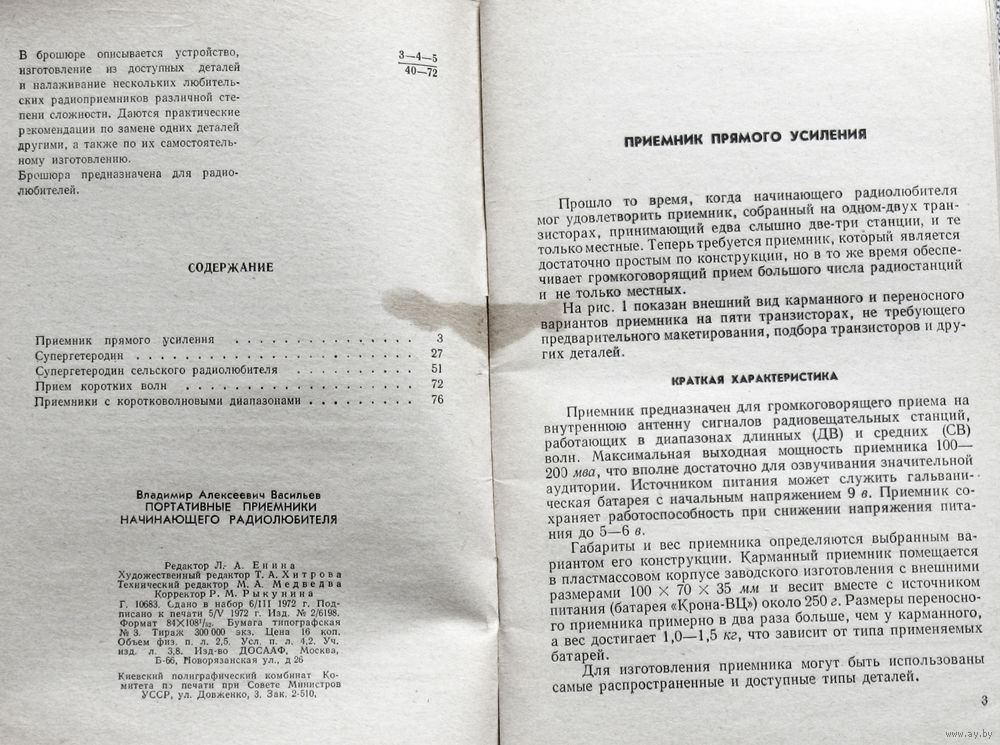 В брошюре описывается устройство,
изготовление из доступных деталей
и налаживание нескольких любитель-
ских радиоприемников различной сте-
пени сложности. Даются практические
рекомендации по замене одних деталей
другими, а также по их самостоятель-
ному изготовлению.
Брошюра предназначена для радио-
любителей.
3—4—5
40—72
СОДЕРЖАНИЕ
Приемник прямого усиления . . . . . . . . . . . . 3
Супергетеродин . . . . . . . . . . . . . . . . . 27
Супергетеродин сельского радиолюбителя . . . . . . . . 51
Прием коротких волн . . . . . . . . . . . . . . 72
Приемники с коротковолновыми диапазонами . . . . . . . . 76
Владимир Алексеевич Васильев
ПОРТАТИВНЫЕ ПРИЕМНИКИ
НАЧИНАЮЩЕГО РАДИОЛЮБИТЕЛЯ
Редактор Л. А. Енина
Художественный редактор Т. А. Хитрова
Технический редактор М. А. Медведва
Корректор Р. М. Рыкунина
Г. 10683. Сдано в набор 6/III 1972 г. Под-
писано к печати 5/V 1972 г. Изд. № 2/6198.
Формат 84×108¹/₃₂. Бумага типографская
№ 3. Тираж 300 000 экз. Цена 16 коп.
Объем физ. п. л. 2,5. Усл. п. л. 4,2. Уч.
изд. л. 3,8. Изд-во ДОСААФ, Москва,
Б-66, Новорязанская ул., д 26
Киевский полиграфический комбинат Ко-
митета по печати при Совете Министров
УССР, ул. Довженко, 3. Зак. 2-510.
ПРИЕМНИК ПРЯМОГО УСИЛЕНИЯ
Прошло то время, когда начинающего радиолюбителя
мог удовлетворить приемник, собранный на одном-двух тран-
зисторах, принимающий едва слышно две-три станции, и те
только местные. Теперь требуется приемник, который является
достаточно простым по конструкции, но в то же время обеспе-
чивает громкоговорящий прием большого числа радиостанций
и не только местных.
На рис. 1 показан внешний вид карманного и переносного
вариантов приемника на пяти транзисторах, не требующего
предварительного макетирования, подбора транзисторов и дру-
гих деталей.
КРАТКАЯ ХАРАКТЕРИСТИКА
Приемник предназначен для громкоговорящего приема на
внутреннюю антенну сигналов радиовещательных станций,
работающих в диапазонах длинных (ДВ) и средних (СВ)
волн. Максимальная выходная мощность приемника 100—
200 мва, что вполне достаточно для озвучивания значительной
аудитории. Источником питания может служить гальвани-
ческая батарея с начальным напряжением 9 в. Приемник со-
храняет работоспособность при снижении напряжения пита-
ния до 5—6 в.
Габариты и вес приемника определяются выбранным ва-
риантом его конструкции. Карманный приемник помещается
в пластмассовом корпусе заводского изготовления с внешними
размерами 100 × 70 × 35 мм и весит вместе с источником
питания (батарея «Крона-ВЦ») около 250 г. Размеры переносно-
го приемника примерно в два раза больше, чем у карманного,
а вес достигает 1,0—1,5 кг, что зависит от типа применяемых
батарей.
Для изготовления приемника могут быть использованы
самые распространенные и доступные типы деталей.
3
www.ay.by